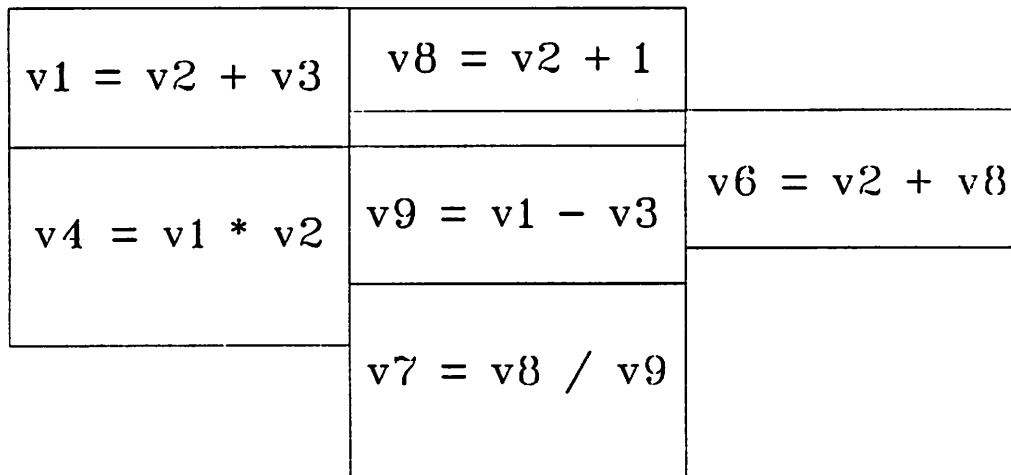 v1 = v2 + v3
v8 = v2 + 1
v6 = v2 + v8
v4 = v1 * v2
v9 = v1 - v3
v7 = v8 / v9